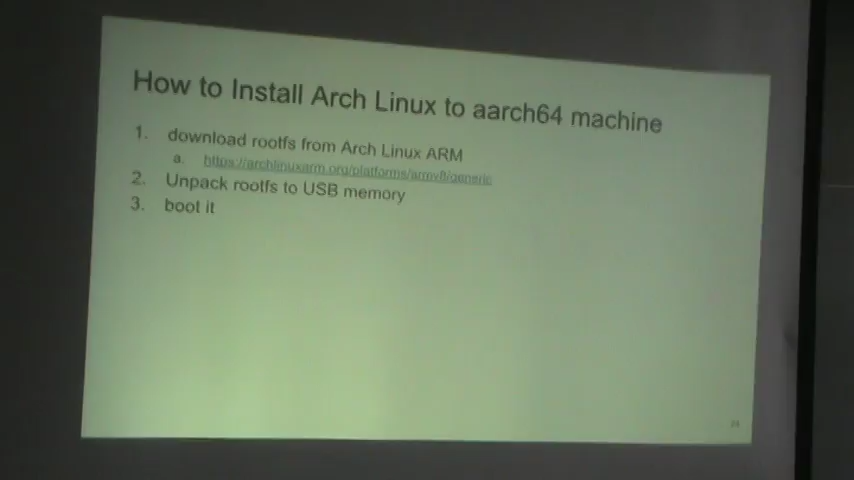 How to Install Arch Linux to aarch64 machine
1. download rootfs from Arch Linux ARM
a. https://archlinuxarm.org/platforms/armv8/generic
2. Unpack rootfs to USB memory
3. boot it